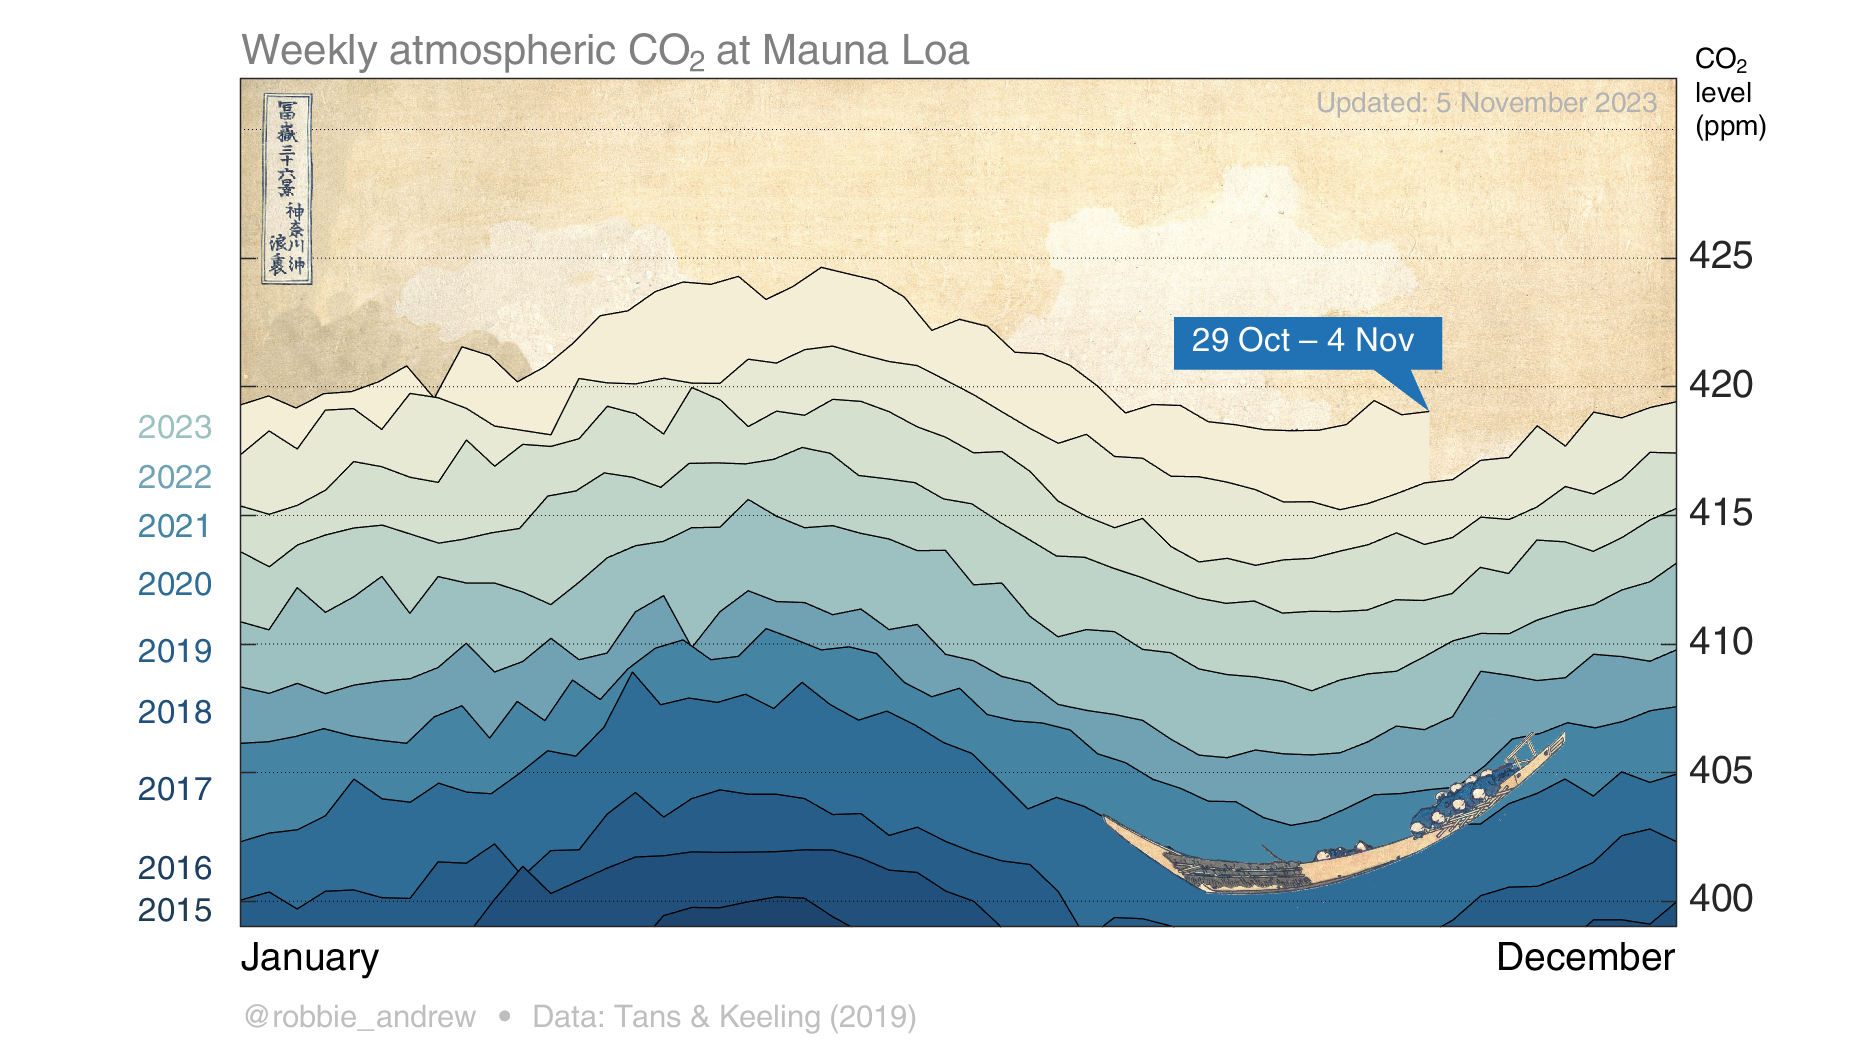 Weekly atmospheric CO₂ at Mauna Loa
CO₂
level
(ppm)
Updated: 5 November 2023
冨嶽三十六景
神奈川沖
浪裏
29 Oct – 4 Nov
425
420
415
410
405
400
2023
2022
2021
2020
2019
2018
2017
2016
2015
January
December
@robbie_andrew • Data: Tans & Keeling (2019)